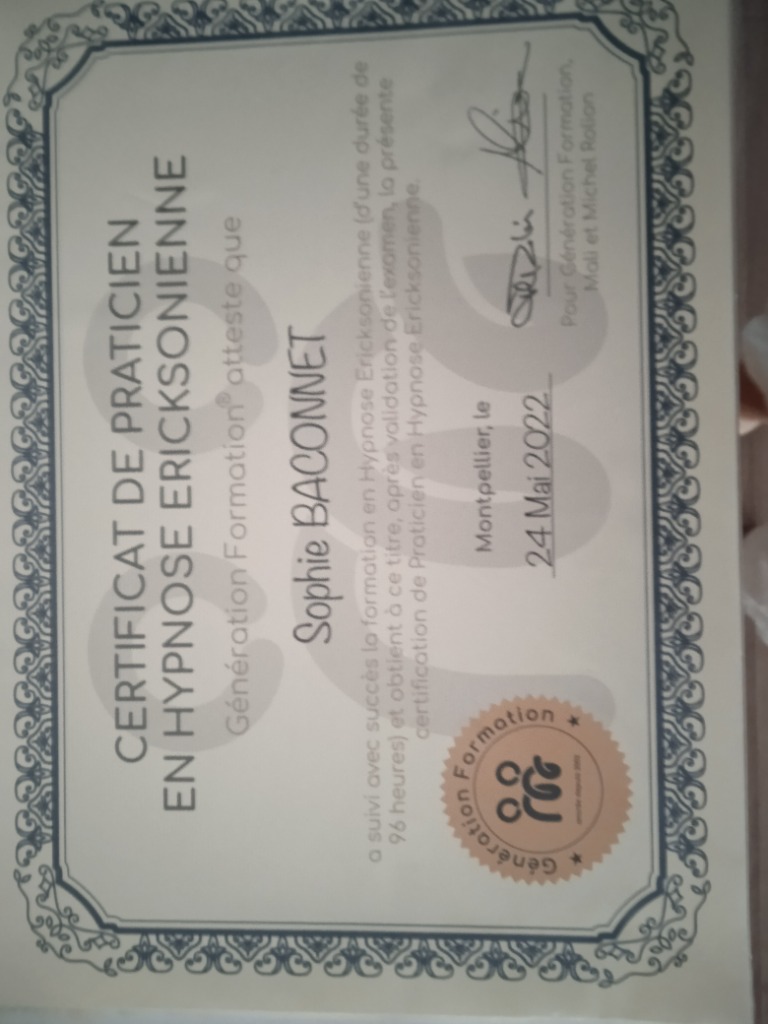 CERTIFICAT DE PRATICIEN
EN HYPNOSE ERICKSONIENNE
Génération Formation® atteste que
Sophie BACONNET
a suivi avec succès la formation en Hypnose Ericksonienne (d'une durée de
96 heures) et obtient à ce titre, après validation de l'examen, la présente
certification de Praticien en Hypnose Ericksonienne.
Montpellier, le
24 Mai 2022
Pour Génération Formation,
Mali et Michel Rolion
Génération Formation